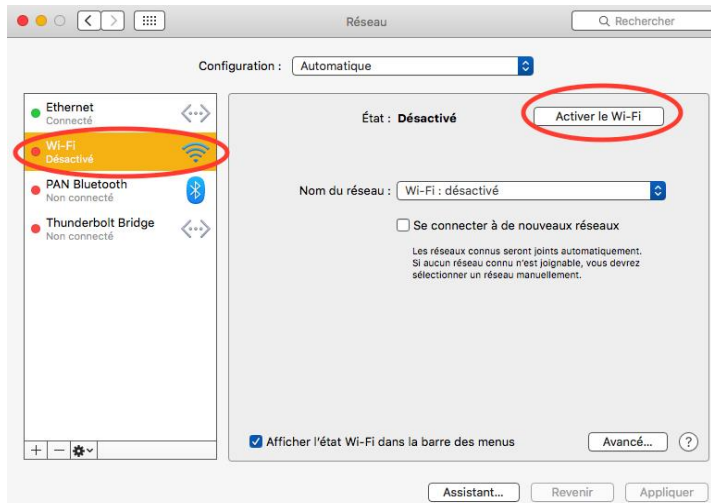 Réseau
Rechercher
Configuration : Automatique
Ethernet
Connecté
Wi-Fi
Désactivé
PAN Bluetooth
Non connecté
Thunderbolt Bridge
Non connecté
État : Désactivé
Activer le Wi-Fi
Nom du réseau : Wi-Fi : désactivé
Se connecter à de nouveaux réseaux
Les réseaux connus seront joints automatiquement.
Si aucun réseau connu n'est joignable, vous devrez
sélectionner un réseau manuellement.
Afficher l'état Wi-Fi dans la barre des menus
Avancé...
?
Assistant...
Revenir
Appliquer